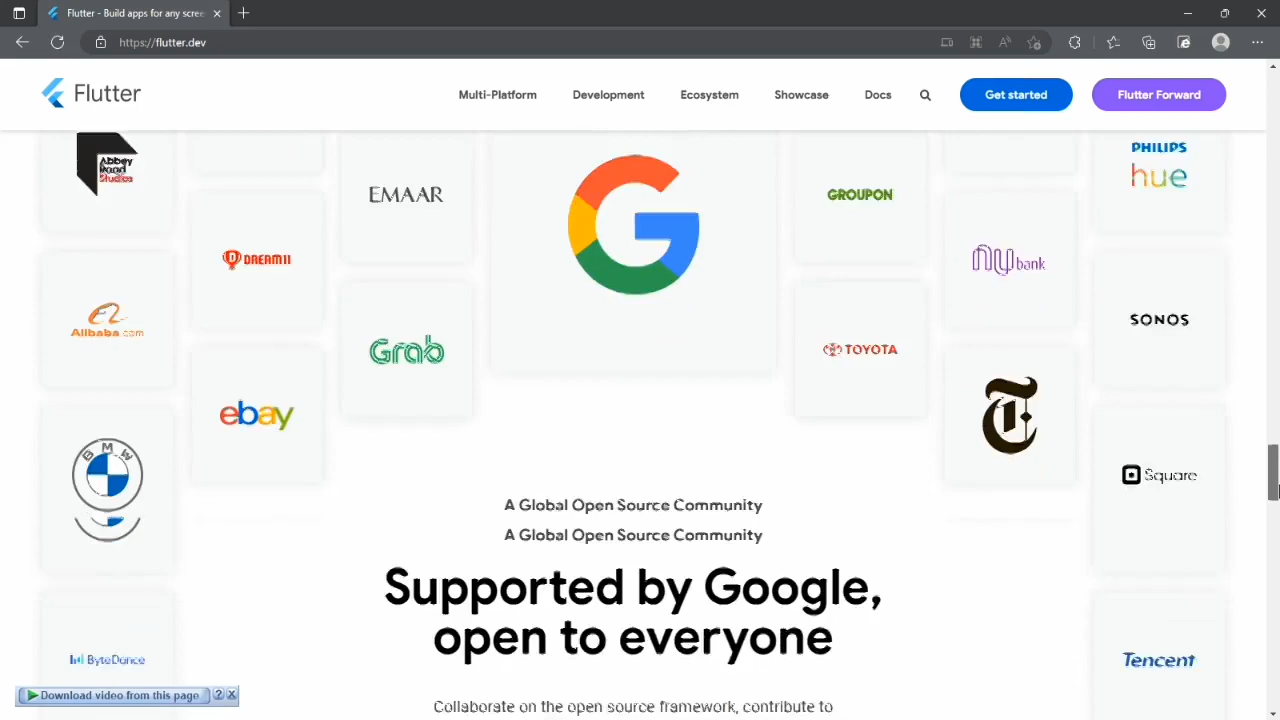 Flutter - Build apps for any scree
https://flutter.dev
Flutter
Multi-Platform
Development
Ecosystem
Showcase
Docs
Get started
Flutter Forward
Abbey
Road
Studios
EMAAR
GROUPON
PHILIPS
hue
DREAM11
nu bank
Alibaba.com
Grab
TOYOTA
SONOS
ebay
T
BMW
Square
A Global Open Source Community
A Global Open Source Community
Supported by Google,
open to everyone
ByteDance
Tencent
Download video from this page
?
Collaborate on the open source framework, contribute to